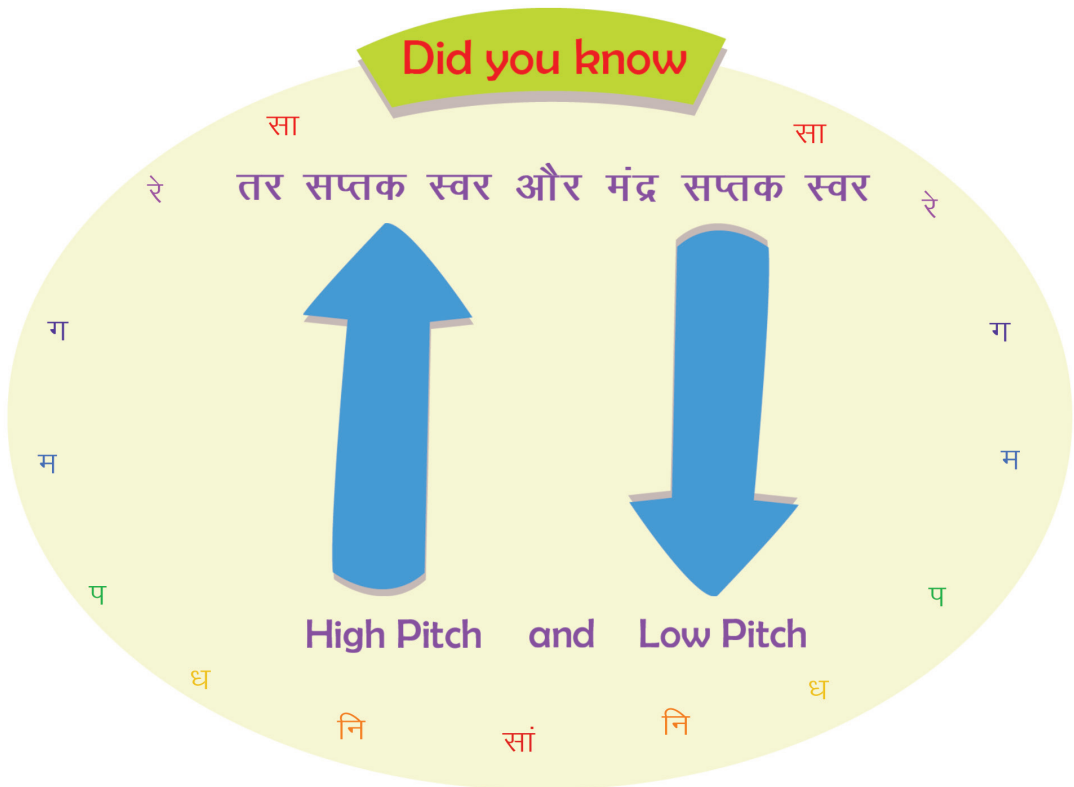 Did you know
सा सा
रे तर सप्तक स्वर और मंद्र सप्तक स्वर रे
ग ग
म म
प प
High Pitch and Low Pitch
ध ध
नि सां नि